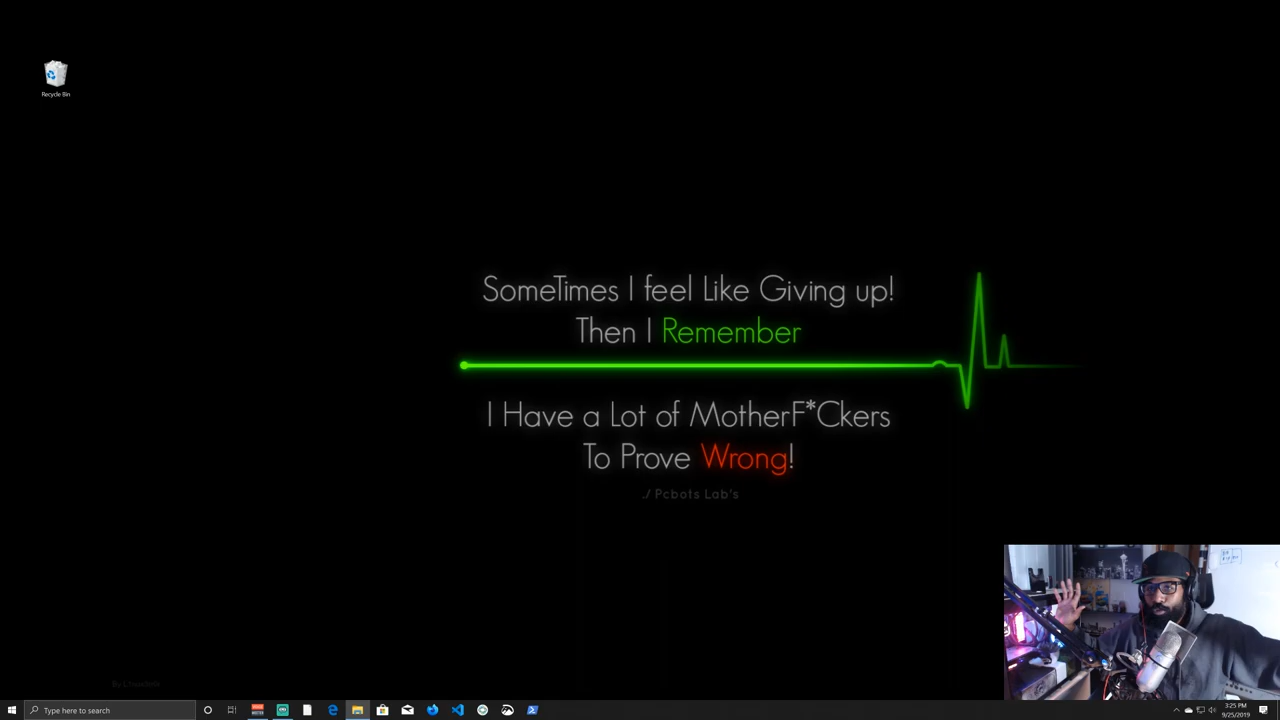 Recycle Bin
SomeTimes I feel Like Giving up!
Then I Remember
I Have a Lot of MotherF*Ckers
To Prove Wrong!
./ Pcbots Lab's
Type here to search
3:25 PM
9/25/2019